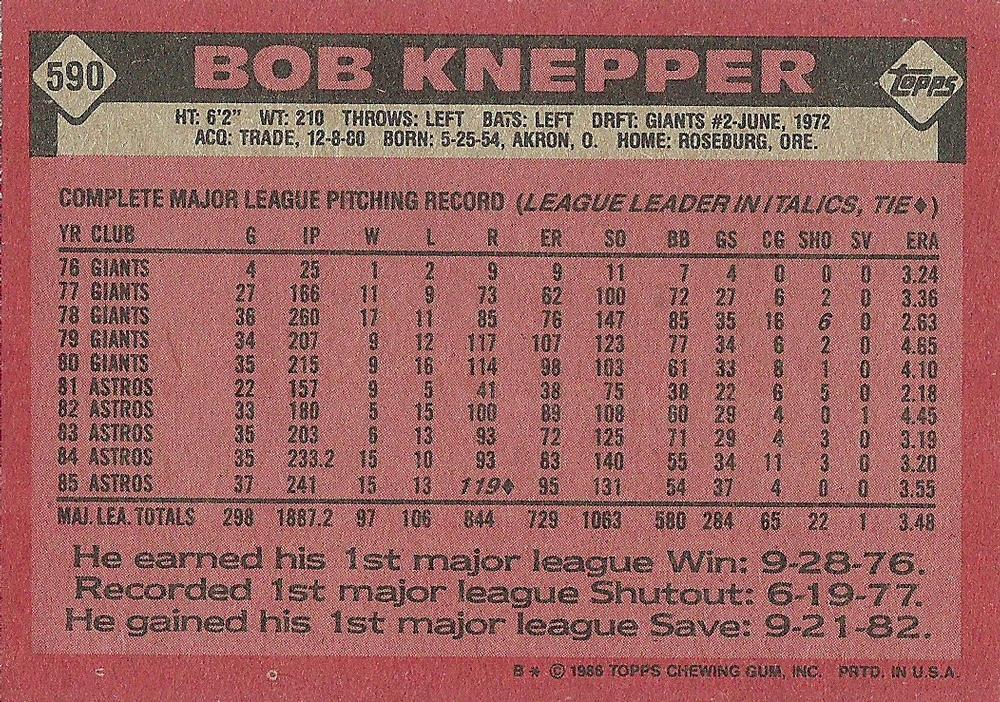 590 BOB KNEPPER topps
HT: 6'2" WT: 210 THROWS: LEFT BATS: LEFT DRFT: GIANTS #2-JUNE, 1972
ACQ: TRADE, 12-8-80 BORN: 5-25-54, AKRON, O. HOME: ROSEBURG, ORE.
COMPLETE MAJOR LEAGUE PITCHING RECORD (LEAGUE LEADER IN ITALICS, TIE♦)
YR CLUB G IP W L R ER SO BB GS CG SHO SV ERA
76 GIANTS 4 25 1 2 9 9 11 7 4 0 0 0 3.24
77 GIANTS 27 166 11 9 73 62 100 72 27 6 2 0 3.36
78 GIANTS 36 260 17 11 85 76 147 85 35 16 6 0 2.63
79 GIANTS 34 207 9 12 117 107 123 77 34 6 2 0 4.65
80 GIANTS 35 215 9 16 114 98 103 61 33 8 1 0 4.10
81 ASTROS 22 157 9 5 41 38 75 38 22 6 5 0 2.18
82 ASTROS 33 180 5 15 100 89 108 60 29 4 0 1 4.45
83 ASTROS 35 203 6 13 93 72 125 71 29 4 3 0 3.19
84 ASTROS 35 233.2 15 10 93 83 140 55 34 11 3 0 3.20
85 ASTROS 37 241 15 13 119♦ 95 131 54 37 4 0 0 3.55
MAJ. LEA. TOTALS 298 1887.2 97 106 844 729 1063 580 284 65 22 1 3.48
He earned his 1st major league Win: 9-28-76.
Recorded 1st major league Shutout: 6-19-77.
He gained his 1st major league Save: 9-21-82.
B * © 1986 TOPPS CHEWING GUM, INC. PRTD. IN U.S.A.